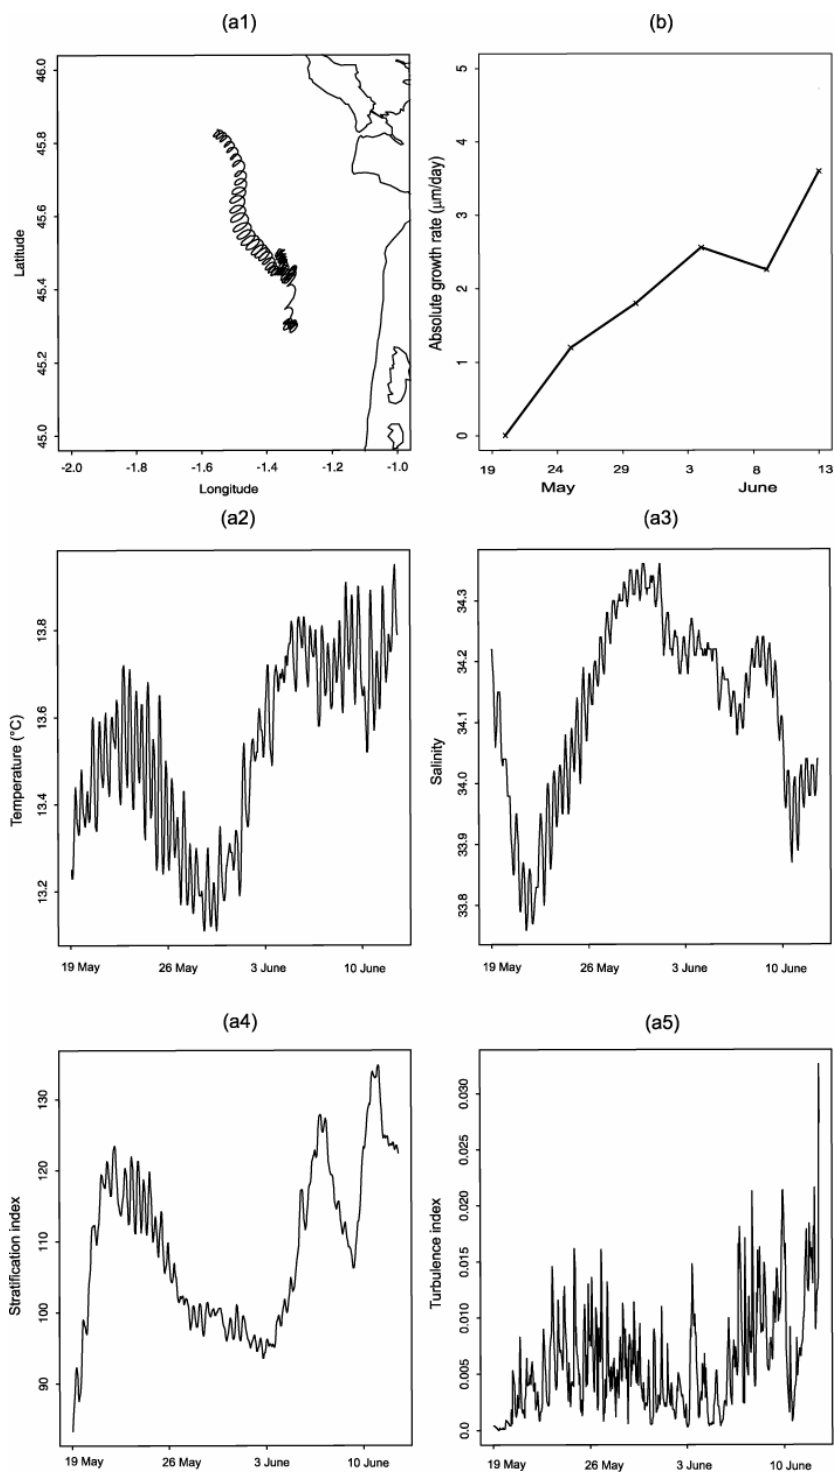 (a1)
46.0
45.8
45.6
45.4
45.2
45.0
Latitude
-2.0 -1.8 -1.6 -1.4 -1.2 -1.0
Longitude
(b)
5
4
3
2
1
0
Absolute growth rate (μm/day)
19 24 29 3 8 13
May June
(a2)
13.8
13.6
13.4
13.2
Temperature (°C)
19 May 26 May 3 June 10 June
(a3)
34.3
34.2
34.1
34.0
33.9
33.8
Salinity
19 May 26 May 3 June 10 June
(a4)
130
120
110
100
90
Stratification index
19 May 26 May 3 June 10 June
(a5)
0.030
0.025
0.020
0.015
0.010
0.005
0.0
Turbulence index
19 May 26 May 3 June 10 June